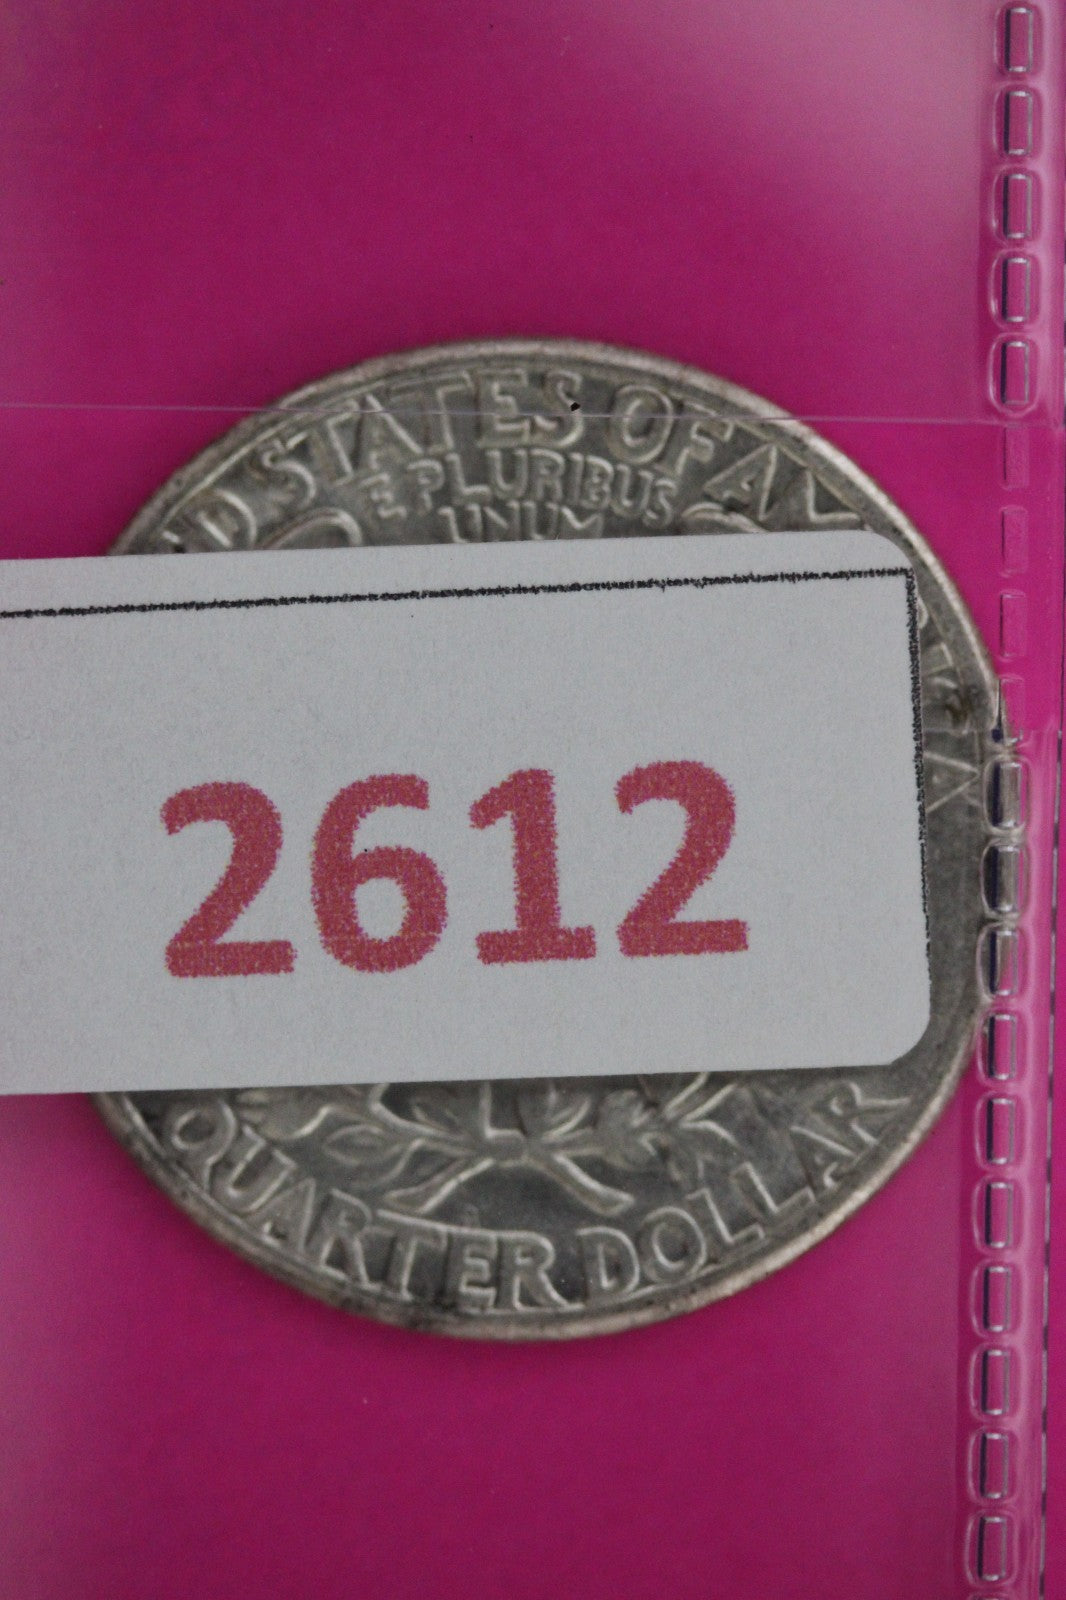 STATES OF
E PLURIBUS
UNUM
2612
QUARTER DOLLAR